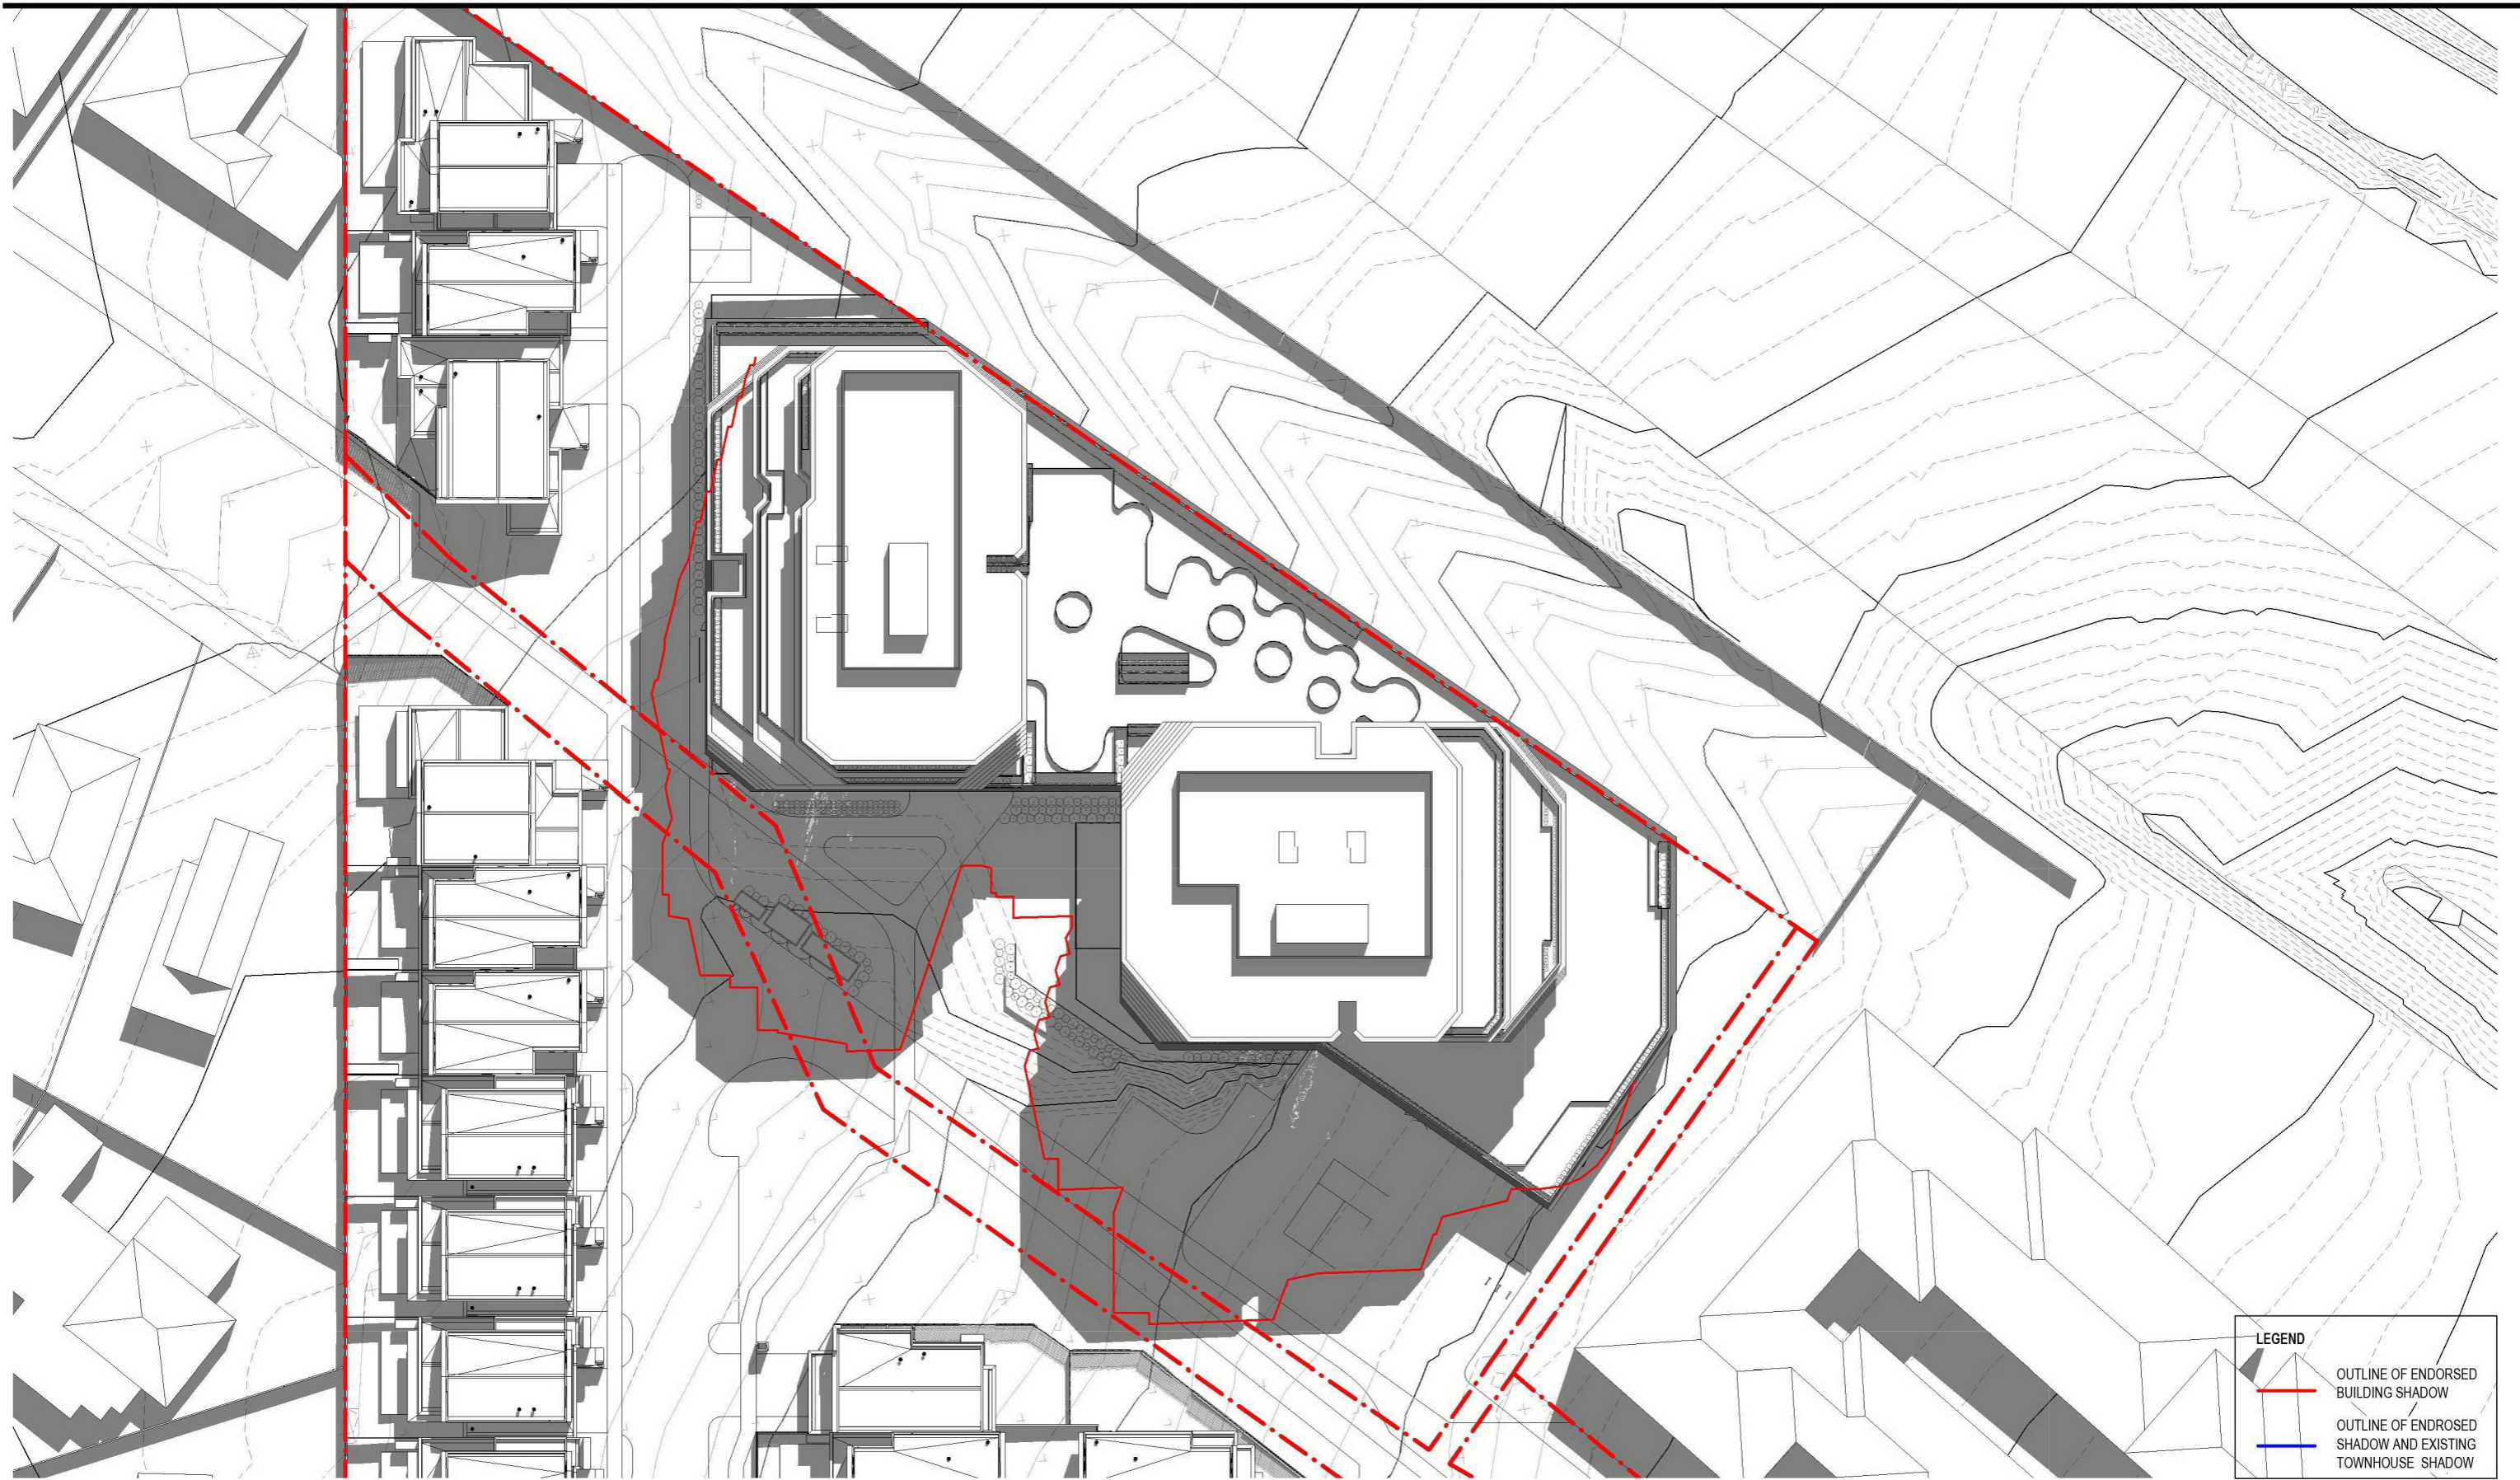 LEGEND
OUTLINE OF ENDORSED
BUILDING SHADOW
OUTLINE OF ENDROSED
SHADOW AND EXISTING
TOWNHOUSE SHADOW